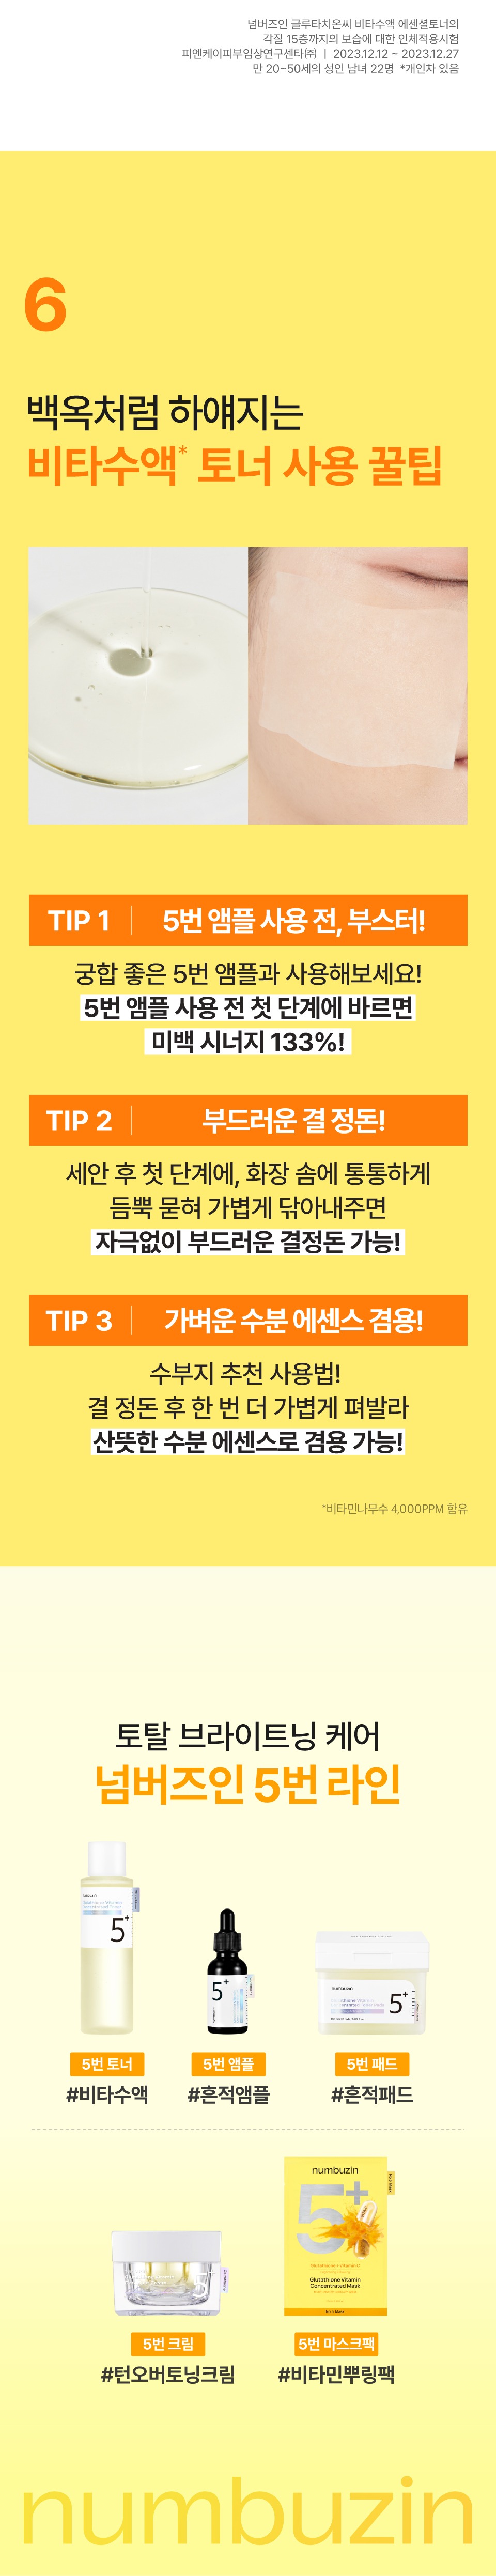 넘버즈인 글루타치온씨 비타수액 에센셜토너의
각질 15층까지의 보습에 대한 인체적용시험
피엔케이피부임상연구센타㈜ | 2023.12.12 ~ 2023.12.27
만 20~50세의 성인 남녀 22명 *개인차 있음
6
백옥처럼 하얘지는
비타수액* 토너 사용 꿀팁
TIP 1 | 5번 앰플 사용 전, 부스터!
궁합 좋은 5번 앰플과 사용해보세요!
5번 앰플 사용 전 첫 단계에 바르면
미백 시너지 133%!
TIP 2 | 부드러운 결 정돈!
세안 후 첫 단계에, 화장 솜에 통통하게
듬뿍 묻혀 가볍게 닦아내주면
자극없이 부드러운 결정돈 가능!
TIP 3 | 가벼운 수분 에센스 겸용!
수부지 추천 사용법!
결 정돈 후 한 번 더 가볍게 펴발라
산뜻한 수분 에센스로 겸용 가능!
*비타민나무수 4,000PPM 함유
토탈 브라이트닝 케어
넘버즈인 5번 라인
numbuzin
5+
5+
numbuzin
5+
5번 토너
5번 앰플
5번 패드
#비타수액
#흔적앰플
#흔적패드
numbuzin
5+
Glutathione + Vitamin C
Glutathione Vitamin
Concentrated Mask
No.5 Mask
5
5번 크림
5번 마스크팩
#턴오버토닝크림
#비타민뿌링팩
numbuzin